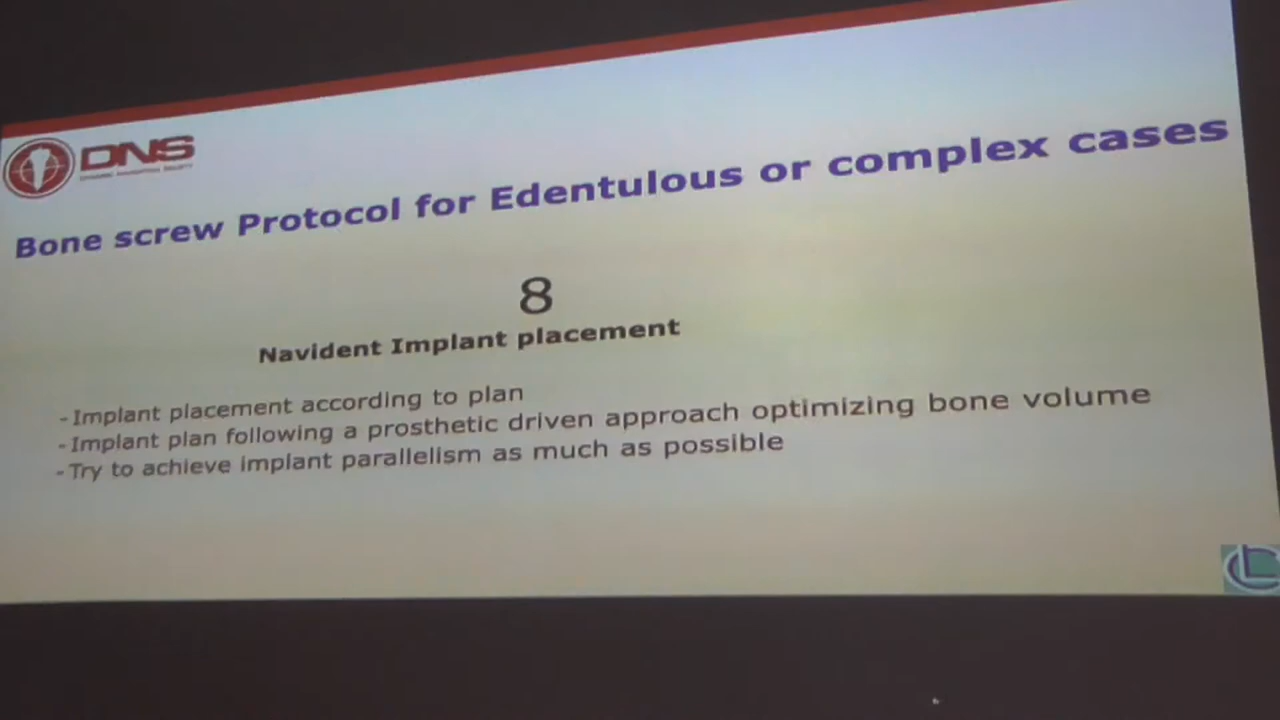 DNS
Bone screw Protocol for Edentulous or complex cases
8
Navident Implant placement
- Implant placement according to plan
- Implant plan following a prosthetic driven approach optimizing bone volume
- Try to achieve implant parallelism as much as possible